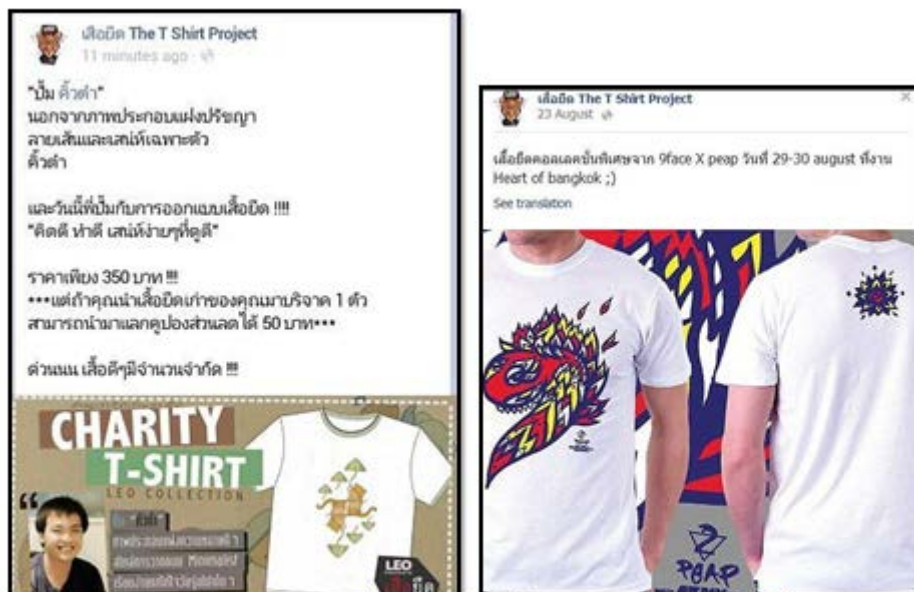 เสื้อยืด The T Shirt Project
11 minutes ago
"ปั๊ม คิ้วต่ำ"
นอกจากภาพประกอบแฝงปรัชญา
ลายเส้นและเสน่ห์เฉพาะตัว
คิ้วต่ำ
และวันนี้พี่ปั๊มกับการออกแบบเสื้อยืด !!!!
"คิดดี ทำดี เสน่ห์ง่ายๆที่ดูดี"
ราคาเพียง 350 บาท !!!
•••แต่ถ้าคุณนำเสื้อยืดเก่าของคุณมาบริจาค 1 ตัว
สามารถนำมาแลกคูปองส่วนลดได้ 50 บาท•••
ด่วนนน เสื้อดีๆมีจำนวนจำกัด !!!
CHARITY
T-SHIRT
LEO COLLECTION
"คิ้วต่ำ"
LEO
ยืด
เสื้อยืด The T Shirt Project
23 August
เสื้อยืดคอลเลคชั่นพิเศษจาก 9face X peap วันที่ 29-30 august ที่งาน
Heart of bangkok ;)
See translation
PEAP